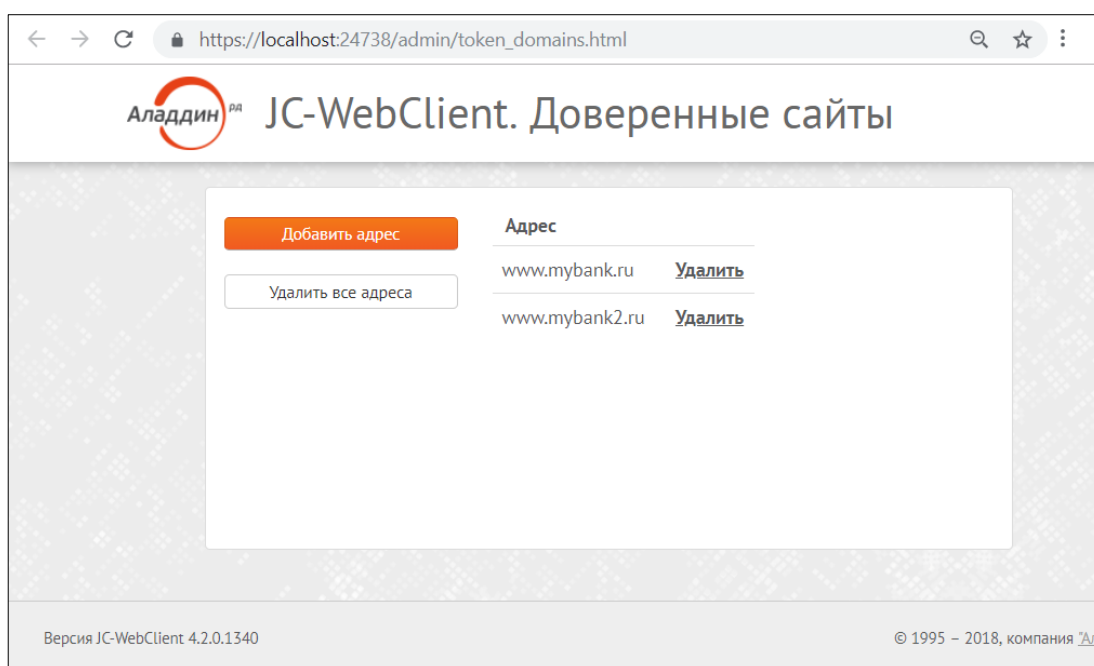 https://localhost:24738/admin/token_domains.html
Аладдин РД
JC-WebClient. Доверенные сайты
Добавить адрес
Удалить все адреса
Адрес
www.mybank.ru Удалить
www.mybank2.ru Удалить
Версия JC-WebClient 4.2.0.1340
© 1995 – 2018, компания